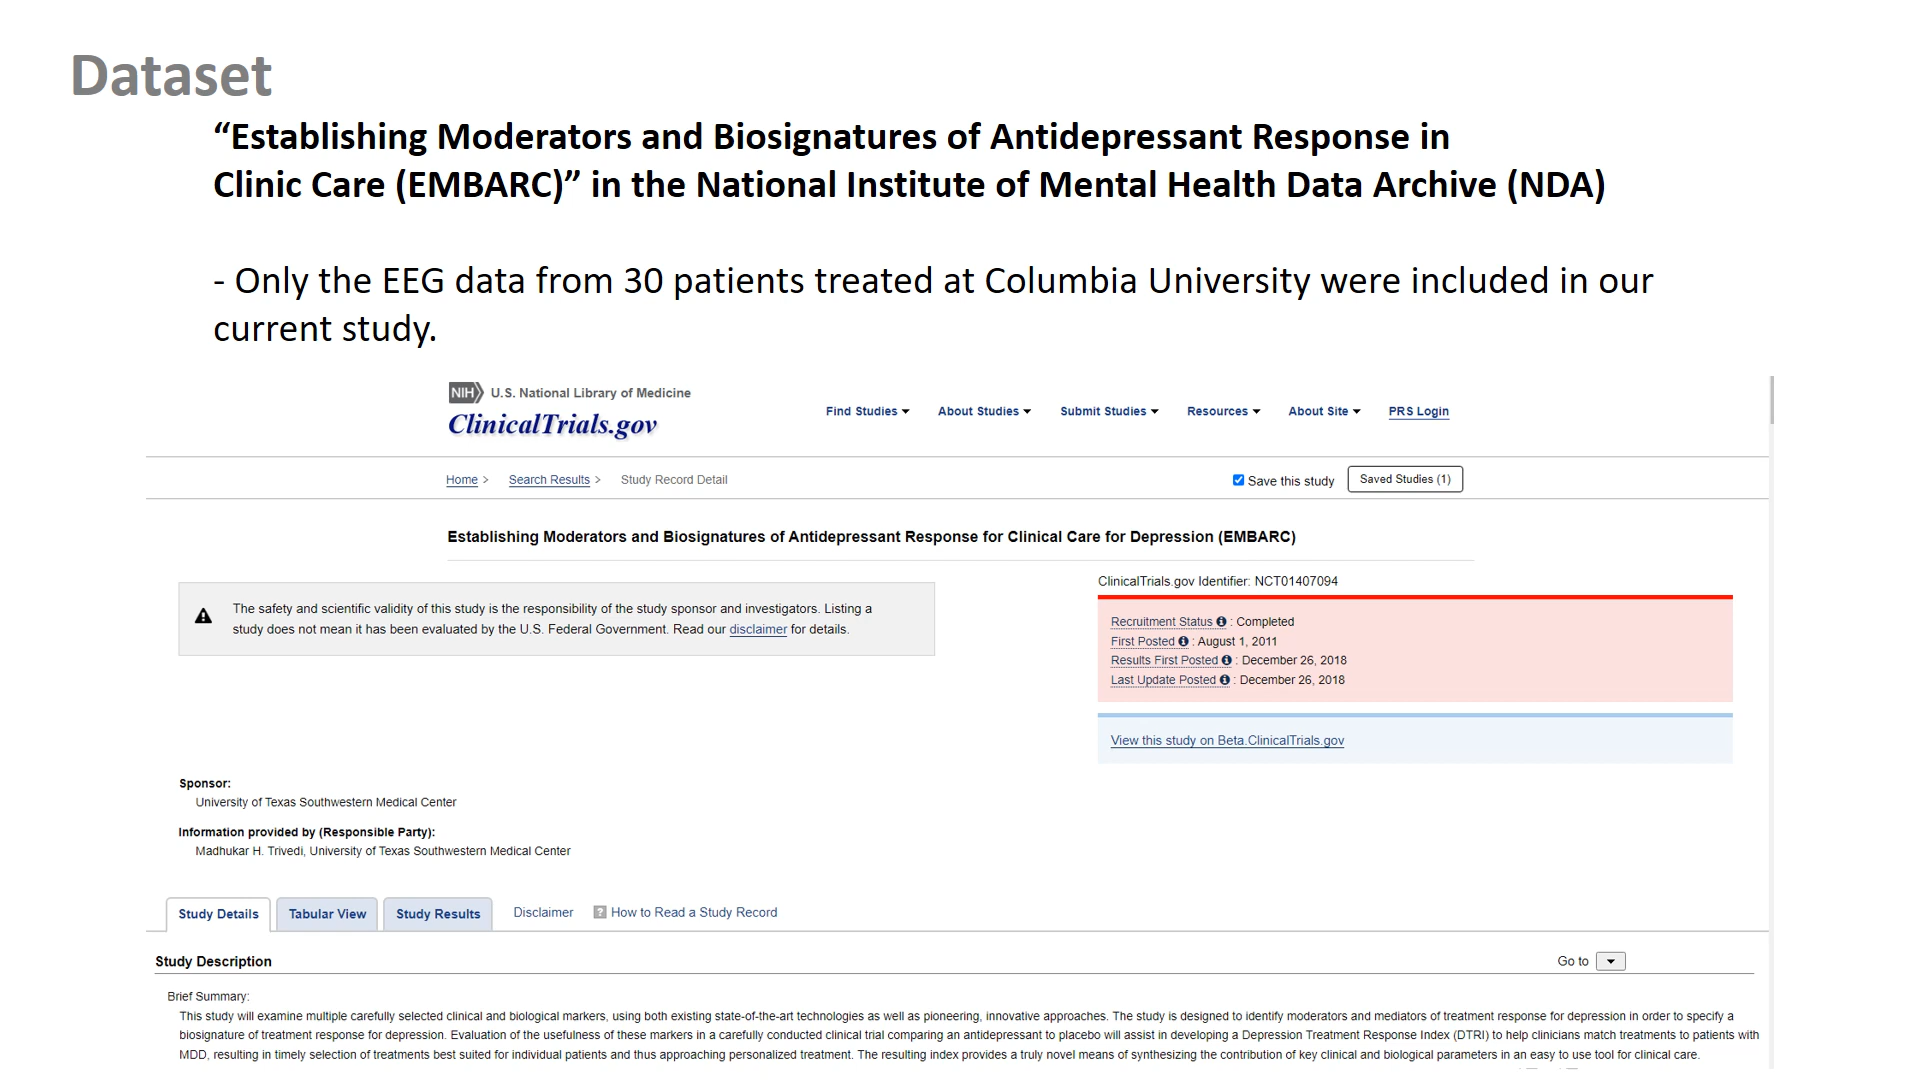 Dataset
“Establishing Moderators and Biosignatures of Antidepressant Response in
Clinic Care (EMBARC)” in the National Institute of Mental Health Data Archive (NDA)
- Only the EEG data from 30 patients treated at Columbia University were included in our
current study.
NIH U.S. National Library of Medicine
ClinicalTrials.gov
Find Studies About Studies Submit Studies Resources About Site PRS Login
Home > Search Results > Study Record Detail
Save this study Saved Studies (1)
Establishing Moderators and Biosignatures of Antidepressant Response for Clinical Care for Depression (EMBARC)
The safety and scientific validity of this study is the responsibility of the study sponsor and investigators. Listing a
study does not mean it has been evaluated by the U.S. Federal Government. Read our disclaimer for details.
ClinicalTrials.gov Identifier: NCT01407094
Recruitment Status : Completed
First Posted : August 1, 2011
Results First Posted : December 26, 2018
Last Update Posted : December 26, 2018
View this study on Beta.ClinicalTrials.gov
Sponsor:
University of Texas Southwestern Medical Center
Information provided by (Responsible Party):
Madhukar H. Trivedi, University of Texas Southwestern Medical Center
Study Details Tabular View Study Results Disclaimer ? How to Read a Study Record
Study Description
Go to
Brief Summary:
This study will examine multiple carefully selected clinical and biological markers, using both existing state-of-the-art technologies as well as pioneering, innovative approaches. The study is designed to identify moderators and mediators of treatment response for depression in order to specify a
biosignature of treatment response for depression. Evaluation of the usefulness of these markers in a carefully conducted clinical trial comparing an antidepressant to placebo will assist in developing a Depression Treatment Response Index (DTRI) to help clinicians match treatments to patients with
MDD, resulting in timely selection of treatments best suited for individual patients and thus approaching personalized treatment. The resulting index provides a truly novel means of synthesizing the contribution of key clinical and biological parameters in an easy to use tool for clinical care.